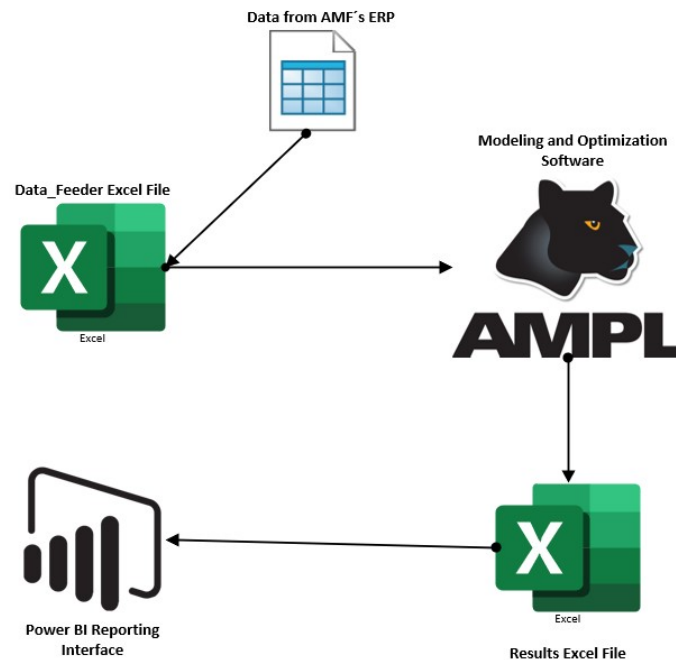 Data from AMF´s ERP
Modeling and Optimization
Software
Data_Feeder Excel File
X
Excel
AMPL
X
Excel
Power BI Reporting
Interface
Results Excel File